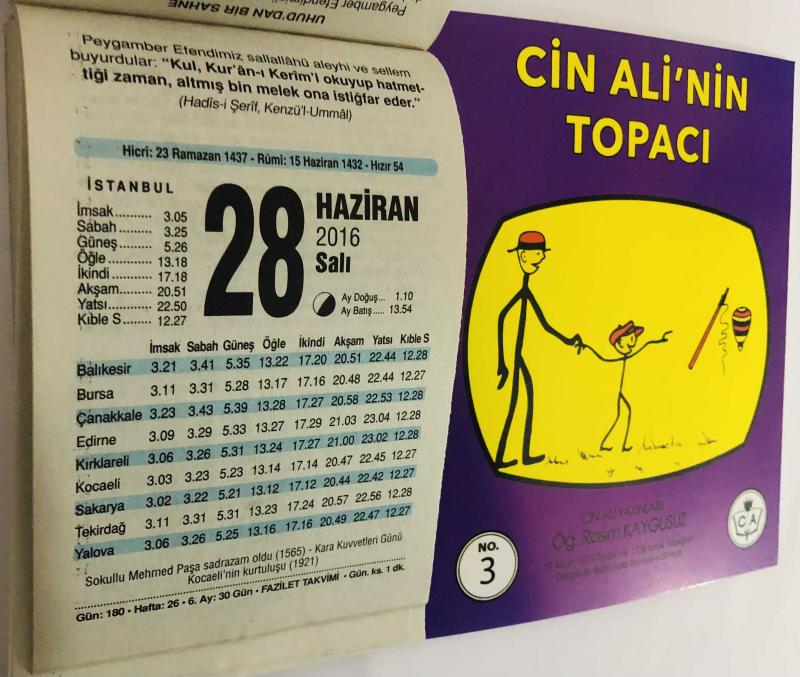 UHUD'DAN BİR SAHNE
Peygamber Efendimiz sallallâhü aleyhi ve sellem
buyurdular: “Kul, Kur'ân-ı Kerîm'i okuyup hatmet-
tiği zaman, altmış bin melek ona istiğfar eder.”
(Hadîs-i Şerîf, Kenzü'l-Ummâl)
Hicrî: 23 Ramazan 1437 - Rûmî: 15 Haziran 1432 - Hızır 54
İSTANBUL
İmsak.......... 3.05
Sabah.......... 3.25
Güneş.......... 5.26
Öğle............ 13.18
İkindi........... 17.18
Akşam......... 20.51
Yatsı............ 22.50
Kıble S......... 12.27
28
HAZİRAN
2016
Salı
Ay Doğuş... 1.10
Ay Batış..... 13.54
İmsak Sabah Güneş Öğle İkindi Akşam Yatsı Kıble S
Balıkesir 3.21 3.41 5.35 13.22 17.20 20.51 22.44 12.28
Bursa 3.11 3.31 5.28 13.17 17.16 20.48 22.44 12.27
Çanakkale 3.23 3.43 5.39 13.28 17.27 20.58 22.53 12.28
Edirne 3.09 3.29 5.33 13.27 17.29 21.03 23.04 12.28
Kırklareli 3.06 3.26 5.31 13.24 17.27 21.00 23.02 12.28
Kocaeli 3.03 3.23 5.23 13.14 17.14 20.47 22.45 12.27
Sakarya 3.02 3.22 5.21 13.12 17.12 20.44 22.42 12.27
Tekirdağ 3.11 3.31 5.31 13.23 17.24 20.57 22.56 12.28
Yalova 3.06 3.26 5.25 13.16 17.16 20.49 22.47 12.27
Sokullu Mehmed Paşa sadrazam oldu (1565) - Kara Kuvvetleri Günü
Kocaeli'nin kurtuluşu (1921)
Gün: 180 • Hafta: 26 • 6. Ay: 30 Gün • FAZİLET TAKVİMİ • Gün. ks. 1 dk.
CİN ALİ'NİN
TOPACI
CİN ALİ YAYINLARI
Öğ. Rasim KAYGUSUZ
NO.
3
C A